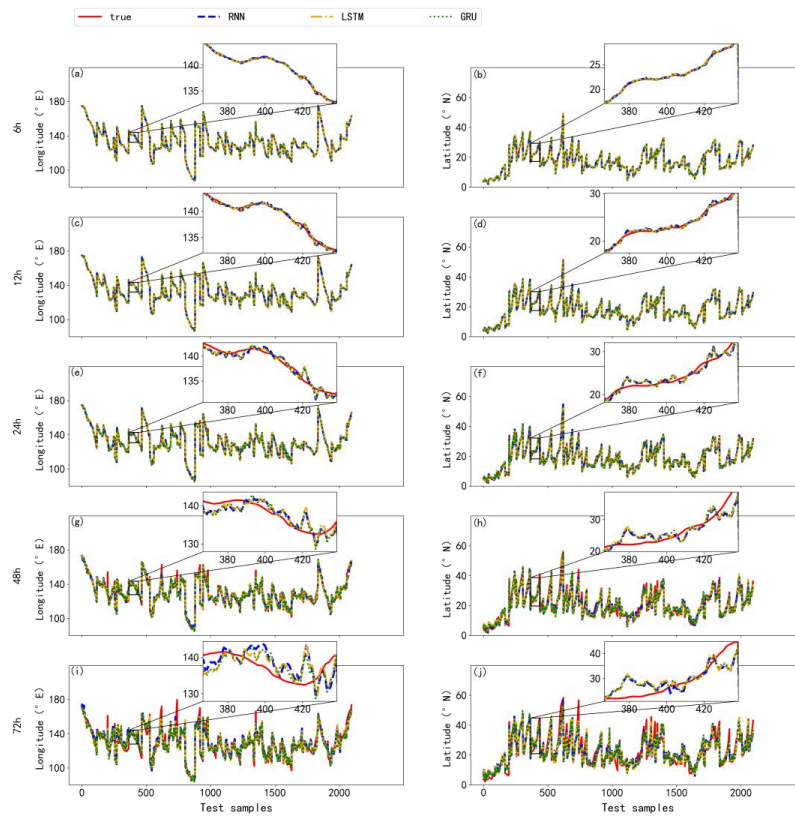 true RNN LSTM GRU
(a) (b)
6h
Longitude (° E)
180
140
100
140
135
380 400 420
Latitude (° N)
60
40
20
0
25
20
380 400 420
(c) (d)
12h
Longitude (° E)
180
140
100
140
135
380 400 420
Latitude (° N)
60
40
20
0
30
20
380 400 420
(e) (f)
24h
Longitude (° E)
180
140
100
140
135
380 400 420
Latitude (° N)
60
40
20
0
30
20
380 400 420
(g) (h)
48h
Longitude (° E)
180
140
100
140
130
380 400 420
Latitude (° N)
60
40
20
0
30
20
380 400 420
(i) (j)
72h
Longitude (° E)
180
140
100
140
130
380 400 420
Latitude (° N)
60
40
20
0
40
30
380 400 420
0 500 1000 1500 2000
Test samples
0 500 1000 1500 2000
Test samples